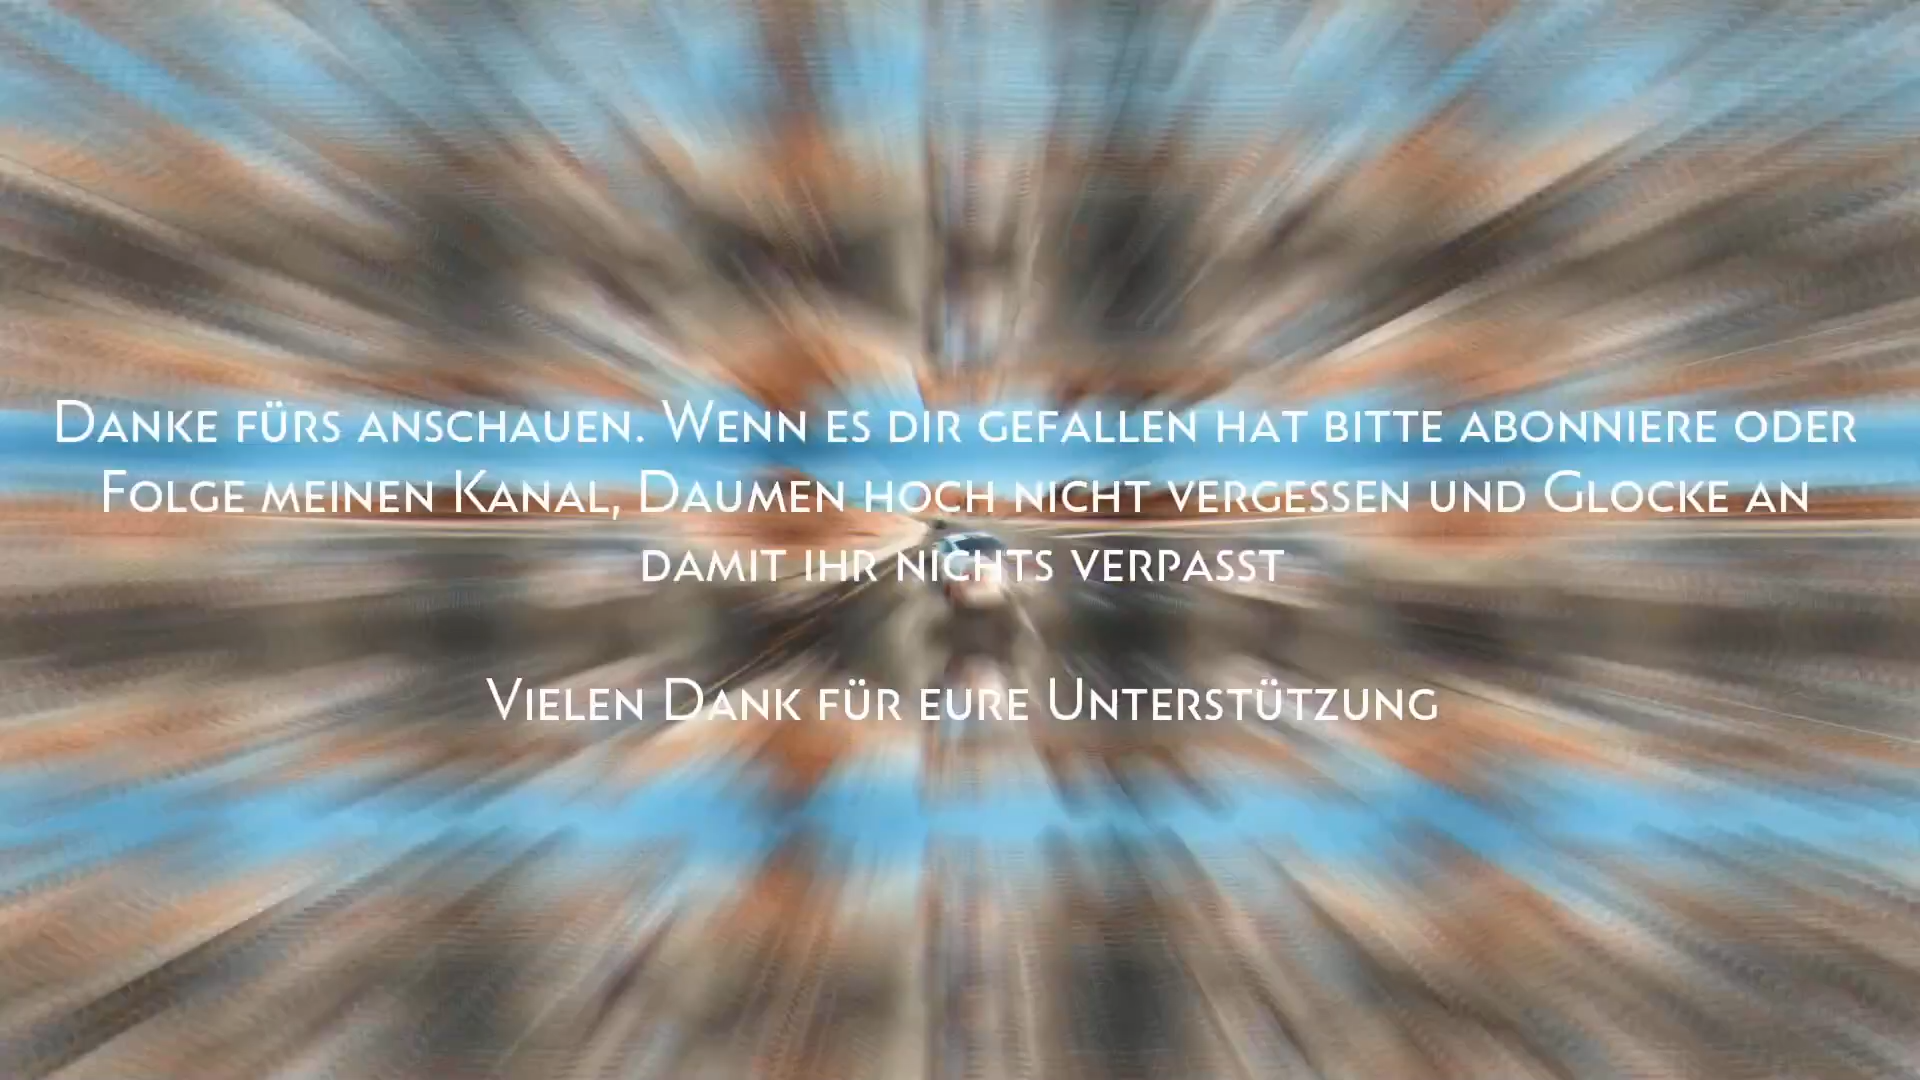 Danke fürs anschauen. Wenn es dir gefallen hat bitte abonniere oder
Folge meinen Kanal, Daumen hoch nicht vergessen und Glocke an
damit ihr nichts verpasst
Vielen Dank für eure Unterstützung